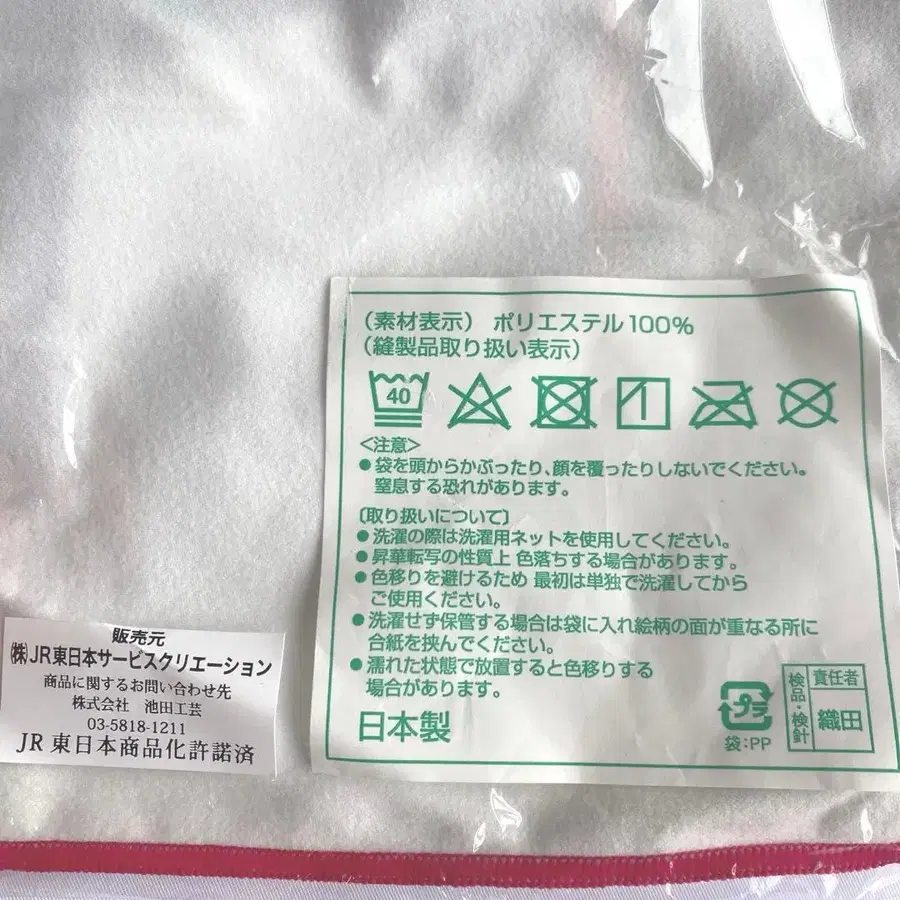 (素材表示) ポリエステル100%
(縫製品取り扱い表示)
40
<注意>
●袋を頭からかぶったり、顔を覆ったりしないでください。
窒息する恐れがあります。
〔取り扱いについて〕
●洗濯の際は洗濯用ネットを使用してください。
●昇華転写の性質上 色落ちする場合があります。
●色移りを避けるため 最初は単独で洗濯してから
ご使用ください。
●洗濯せず保管する場合は袋に入れ絵柄の面が重なる所に
合紙を挟んでください。
●濡れた状態で放置すると色移りする
場合があります。
日本製
プラ
袋:PP
検品・検針
責任者
織田
販売元
㈱JR東日本サービスクリエーション
商品に関するお問い合わせ先
株式会社 池田工芸
03-5818-1211
JR東日本商品化許諾済